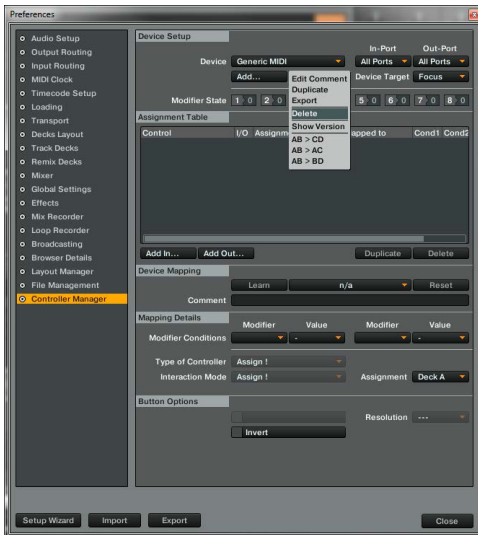 Preferences
Audio Setup
Output Routing
Input Routing
MIDI Clock
Timecode Setup
Loading
Transport
Decks Layout
Track Decks
Remix Decks
Mixer
Global Settings
Effects
Mix Recorder
Loop Recorder
Broadcasting
Browser Details
Layout Manager
File Management
Controller Manager
Device Setup
In-Port Out-Port
Device Generic MIDI All Ports All Ports
Add... Device Target Focus
Edit Comment
Duplicate
Export
Delete
Show Version
AB > CD
AB > AC
AB > BD
Modifier State 1 0 2 0 5 0 6 0 7 0 8 0
Assignment Table
Control I/O Assignm apped to Cond1 Cond2
Add In... Add Out... Duplicate Delete
Device Mapping
Learn n/a Reset
Comment
Mapping Details
Modifier Value Modifier Value
Modifier Conditions - -
Type of Controller Assign !
Interaction Mode Assign ! Assignment Deck A
Button Options
Resolution ---
Invert
Setup Wizard Import Export Close